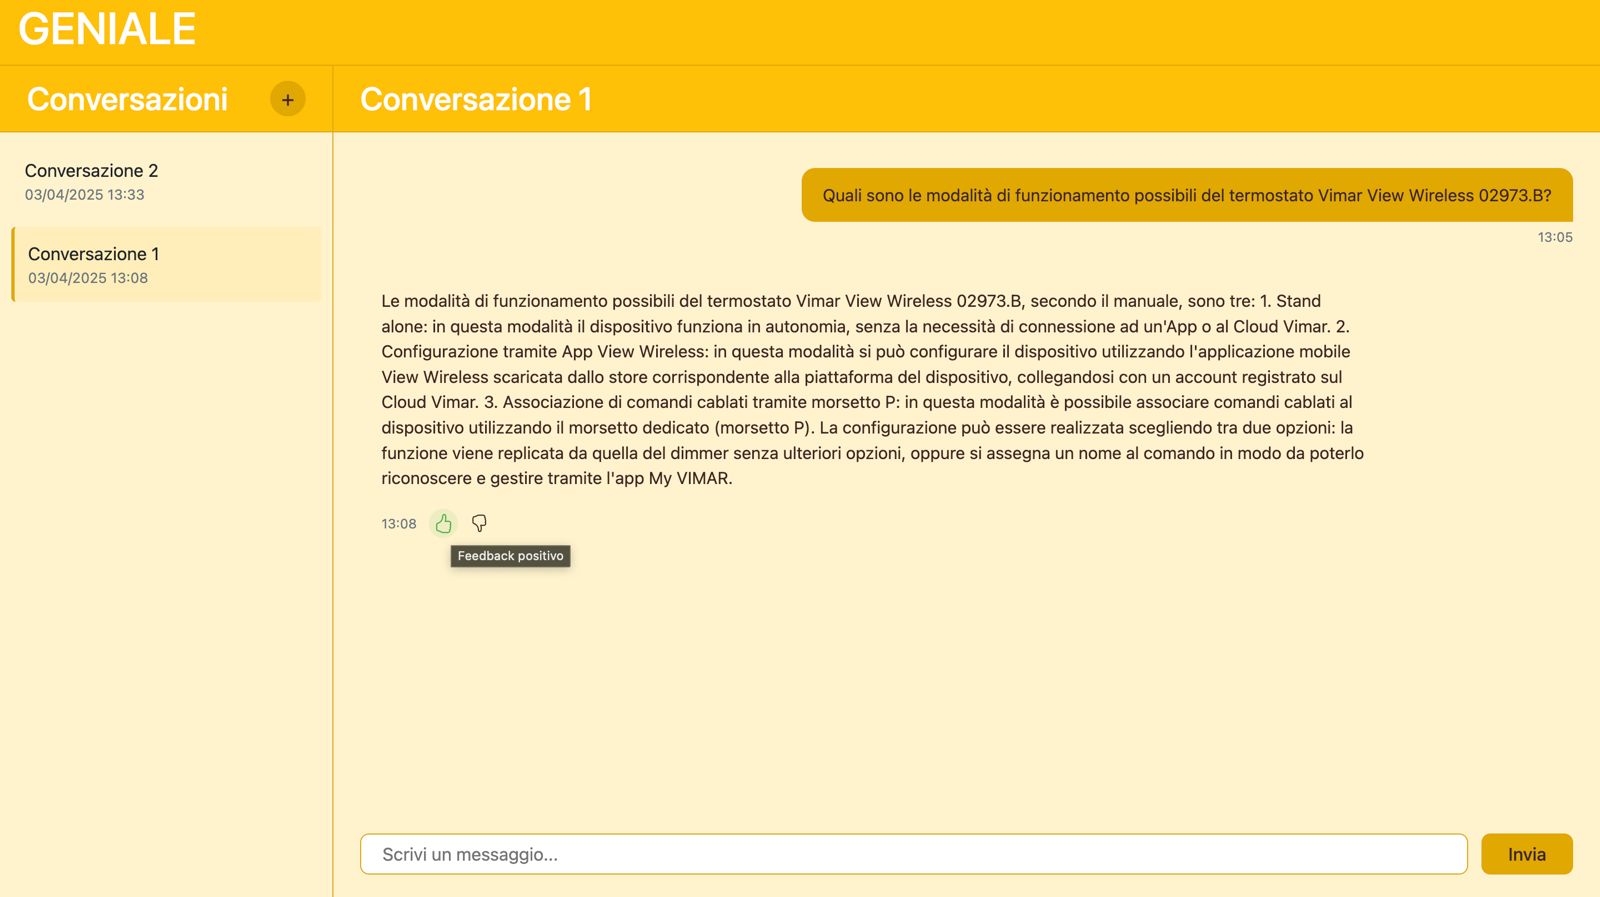 GENIALE
Conversazioni
+
Conversazione 2
03/04/2025 13:33
Conversazione 1
03/04/2025 13:08
Conversazione 1
Quali sono le modalità di funzionamento possibili del termostato Vimar View Wireless 02973.B?
13:05
Le modalità di funzionamento possibili del termostato Vimar View Wireless 02973.B, secondo il manuale, sono tre: 1. Stand
alone: in questa modalità il dispositivo funziona in autonomia, senza la necessità di connessione ad un'App o al Cloud Vimar. 2.
Configurazione tramite App View Wireless: in questa modalità si può configurare il dispositivo utilizzando l'applicazione mobile
View Wireless scaricata dallo store corrispondente alla piattaforma del dispositivo, collegandosi con un account registrato sul
Cloud Vimar. 3. Associazione di comandi cablati tramite morsetto P: in questa modalità è possibile associare comandi cablati al
dispositivo utilizzando il morsetto dedicato (morsetto P). La configurazione può essere realizzata scegliendo tra due opzioni: la
funzione viene replicata da quella del dimmer senza ulteriori opzioni, oppure si assegna un nome al comando in modo da poterlo
riconoscere e gestire tramite l'app My VIMAR.
13:08
Feedback positivo
Scrivi un messaggio...
Invia